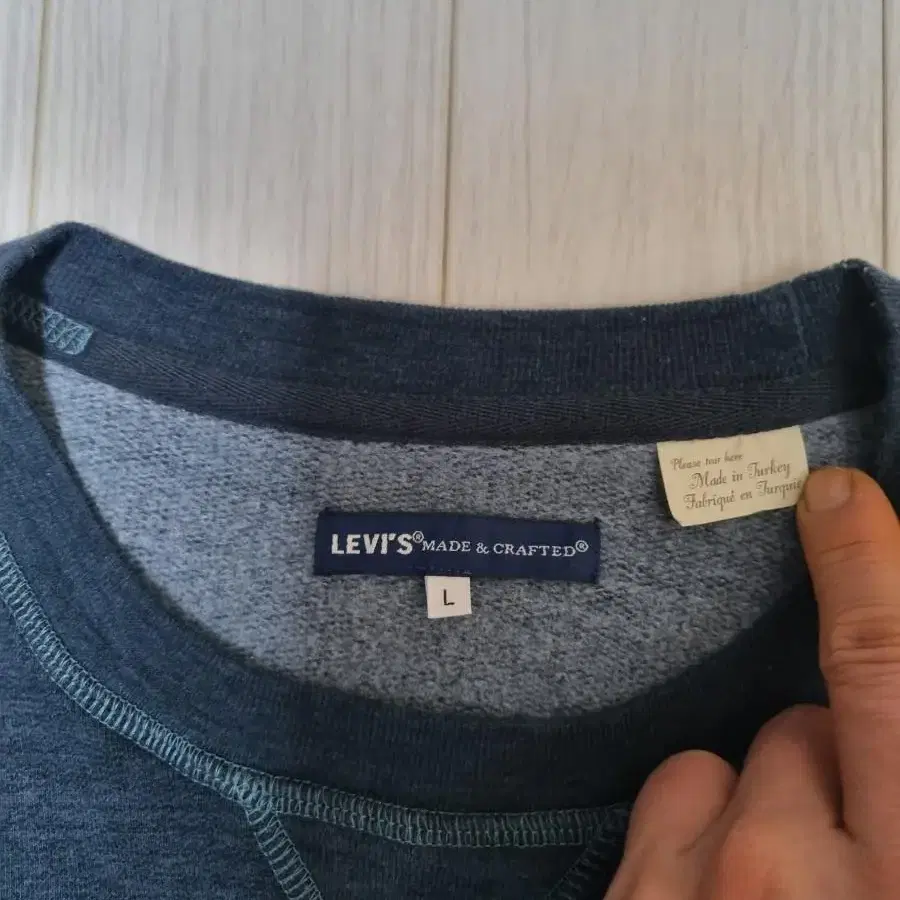 Please tear here
Made in Turkey
Fabriqué en Turquie
LEVI'S® MADE & CRAFTED®
L